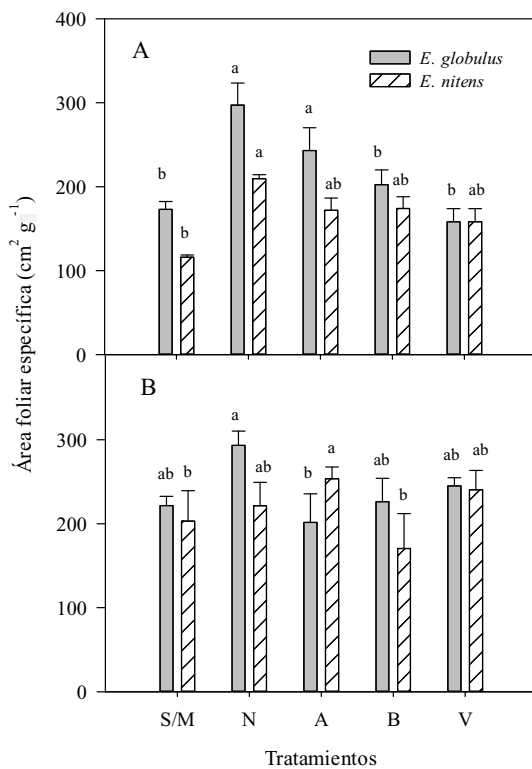 400
A
a
E. globulus
E. nitens
300
a
a
b
b
ab
ab
b
ab
200
b
100
0
B
a
300
ab
b
ab
b
a
ab
b
ab
ab
200
100
0
S/M
N
A
B
V
Tratamientos
Área foliar específica (cm² g⁻¹)